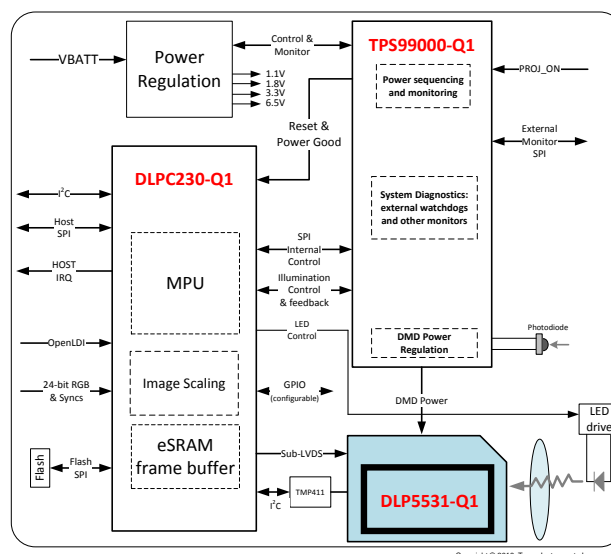 VBATT
Power
Regulation
Control &
Monitor
1.1V
1.8V
3.3V
6.5V
TPS99000-Q1
Power sequencing
and monitoring
PROJ_ON
External
Monitor
SPI
Reset &
Power Good
System Diagnostics:
external watchdogs
and other monitors
DLPC230-Q1
I²C
Host
SPI
HOST
IRQ
MPU
SPI
Internal
Control
Illumination
Control
& feedback
LED
Control
DMD Power
Regulation
Photodiode
OpenLDI
24-bit RGB
& Syncs
Image Scaling
GPIO
(configurable)
DMD Power
LED
drive
Flash
Flash
SPI
eSRAM
frame buffer
Sub-LVDS
I²C
TMP411
DLP5531-Q1